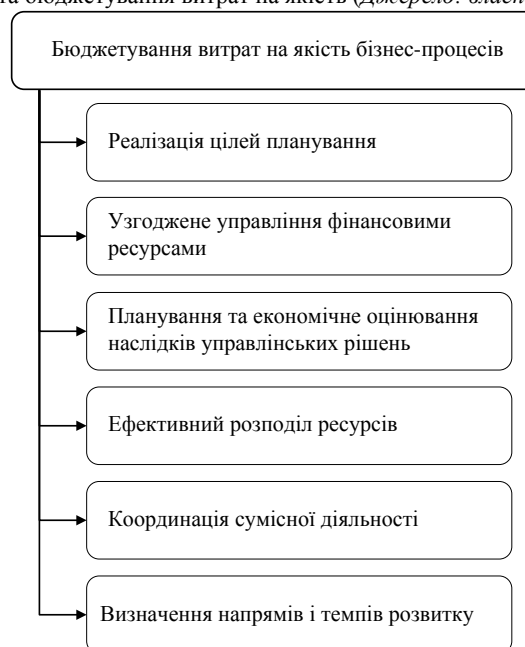 та бюджетування витрат на якість (Джерело: власн
Бюджетування витрат на якість бізнес-процесів
Реалізація цілей планування
Узгоджене управління фінансовими
ресурсами
Планування та економічне оцінювання
наслідків управлінських рішень
Ефективний розподіл ресурсів
Координація сумісної діяльності
Визначення напрямів і темпів розвитку